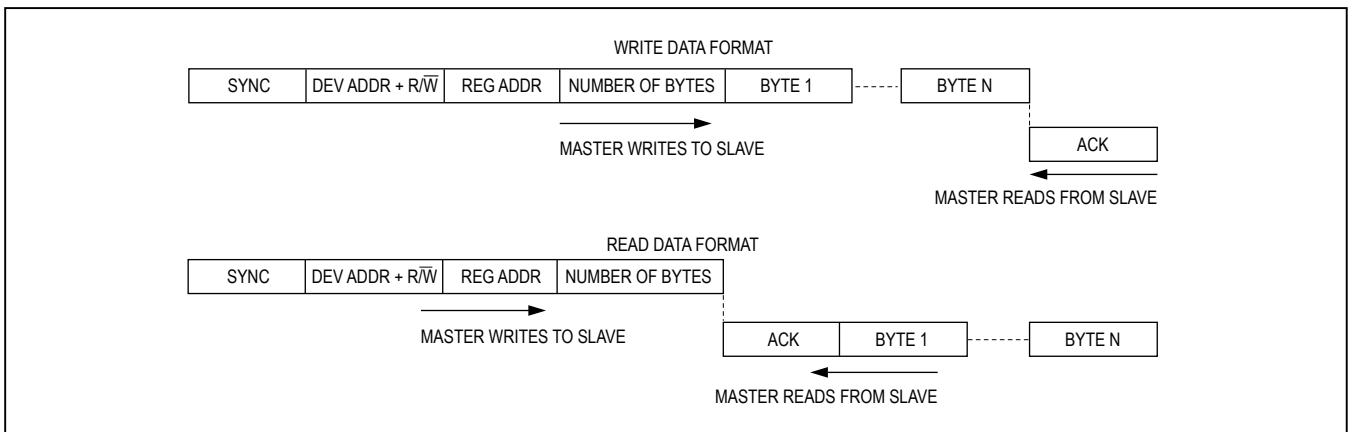 WRITE DATA FORMAT
SYNC DEV ADDR + R/W̅ REG ADDR NUMBER OF BYTES BYTE 1 BYTE N
MASTER WRITES TO SLAVE
ACK
MASTER READS FROM SLAVE
READ DATA FORMAT
SYNC DEV ADDR + R/W̅ REG ADDR NUMBER OF BYTES
MASTER WRITES TO SLAVE
ACK BYTE 1 BYTE N
MASTER READS FROM SLAVE